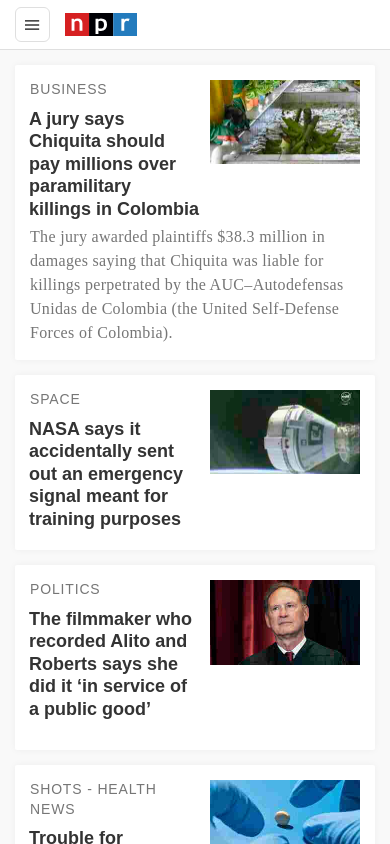 npr
BUSINESS
A jury says
Chiquita should
pay millions over
paramilitary
killings in Colombia
The jury awarded plaintiffs $38.3 million in
damages saying that Chiquita was liable for
killings perpetrated by the AUC–Autodefensas
Unidas de Colombia (the United Self-Defense
Forces of Colombia).
SPACE
NASA says it
accidentally sent
out an emergency
signal meant for
training purposes
POLITICS
The filmmaker who
recorded Alito and
Roberts says she
did it ‘in service of
a public good’
SHOTS - HEALTH
NEWS
Trouble for